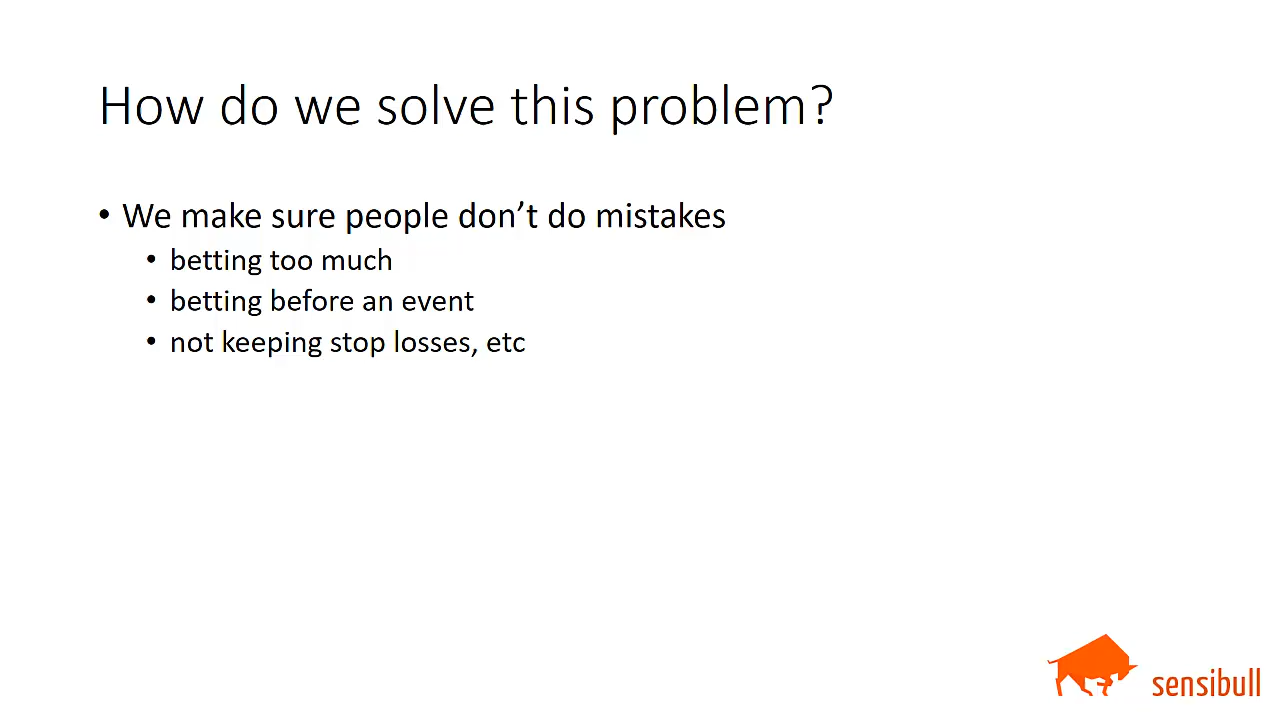 How do we solve this problem?
• We make sure people don’t do mistakes
• betting too much
• betting before an event
• not keeping stop losses, etc
sensibull